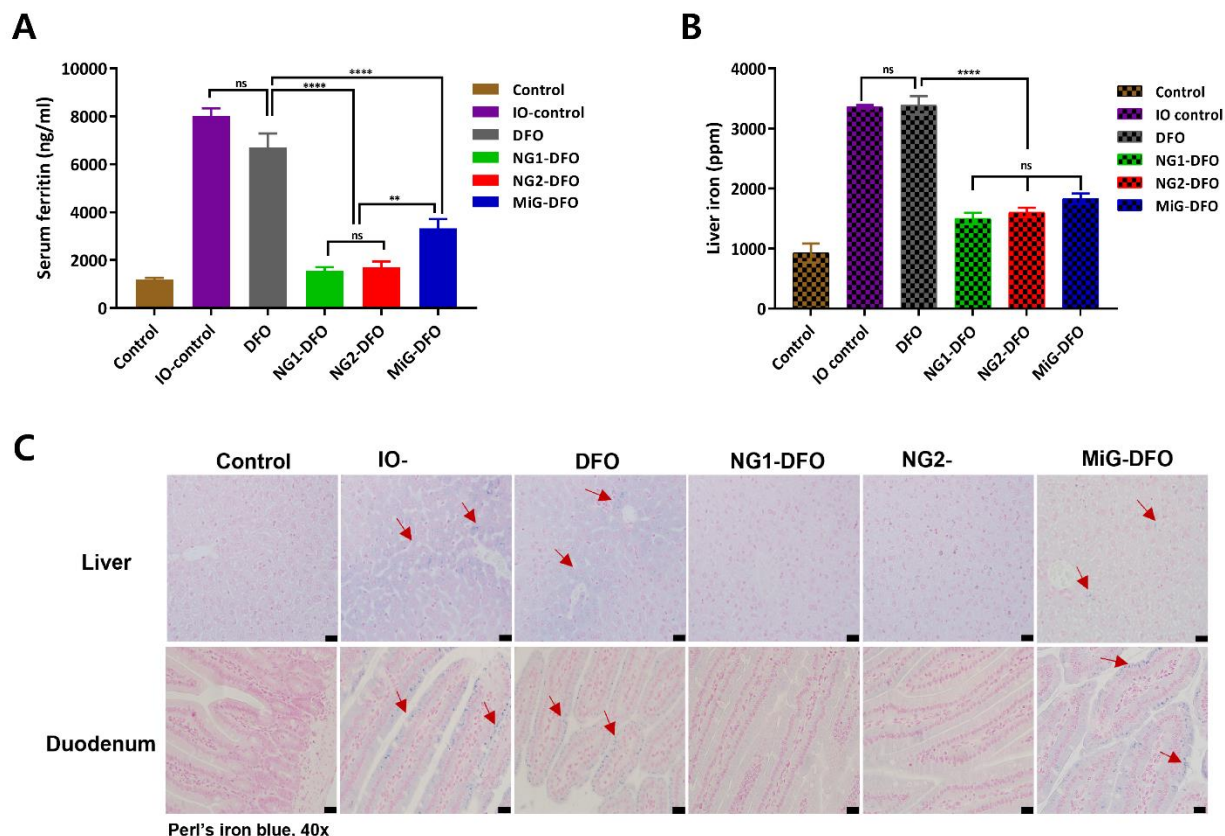 A
10000
8000
6000
4000
2000
0
Serum ferritin (ng/ml)
ns
****
****
ns
**
Control
IO-control
DFO
NG1-DFO
NG2-DFO
MiG-DFO
Control
IO-control
DFO
NG1-DFO
NG2-DFO
MiG-DFO
B
4000
3000
2000
1000
0
Liver iron (ppm)
ns
****
ns
Control
IO control
DFO
NG1-DFO
NG2-DFO
MiG-DFO
Control
IO control
DFO
NG1-DFO
NG2-DFO
MiG-DFO
C
Control IO- DFO NG1-DFO NG2- MiG-DFO
Liver
Duodenum
Perl's iron blue. 40x